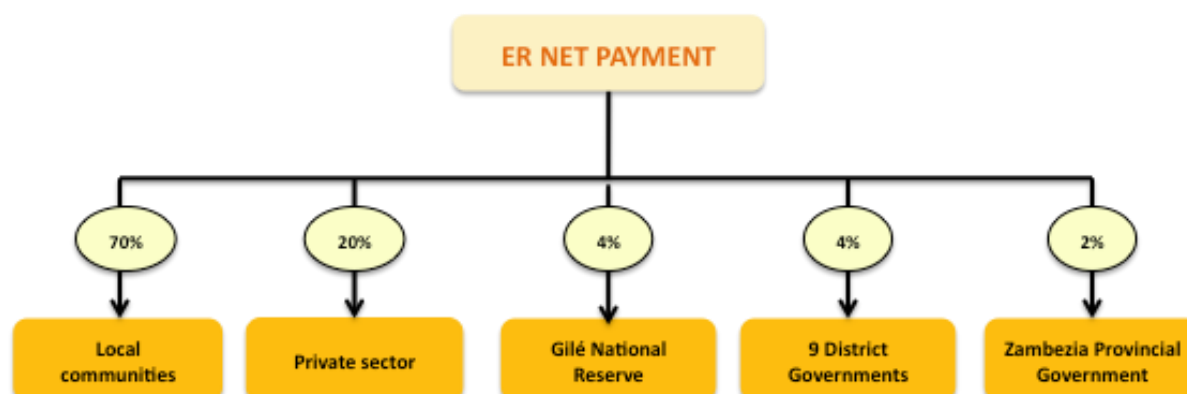 ER NET PAYMENT
70%
20%
4%
4%
2%
Local
communities
Private sector
Gilé National
Reserve
9 District
Governments
Zambezia Provincial
Government